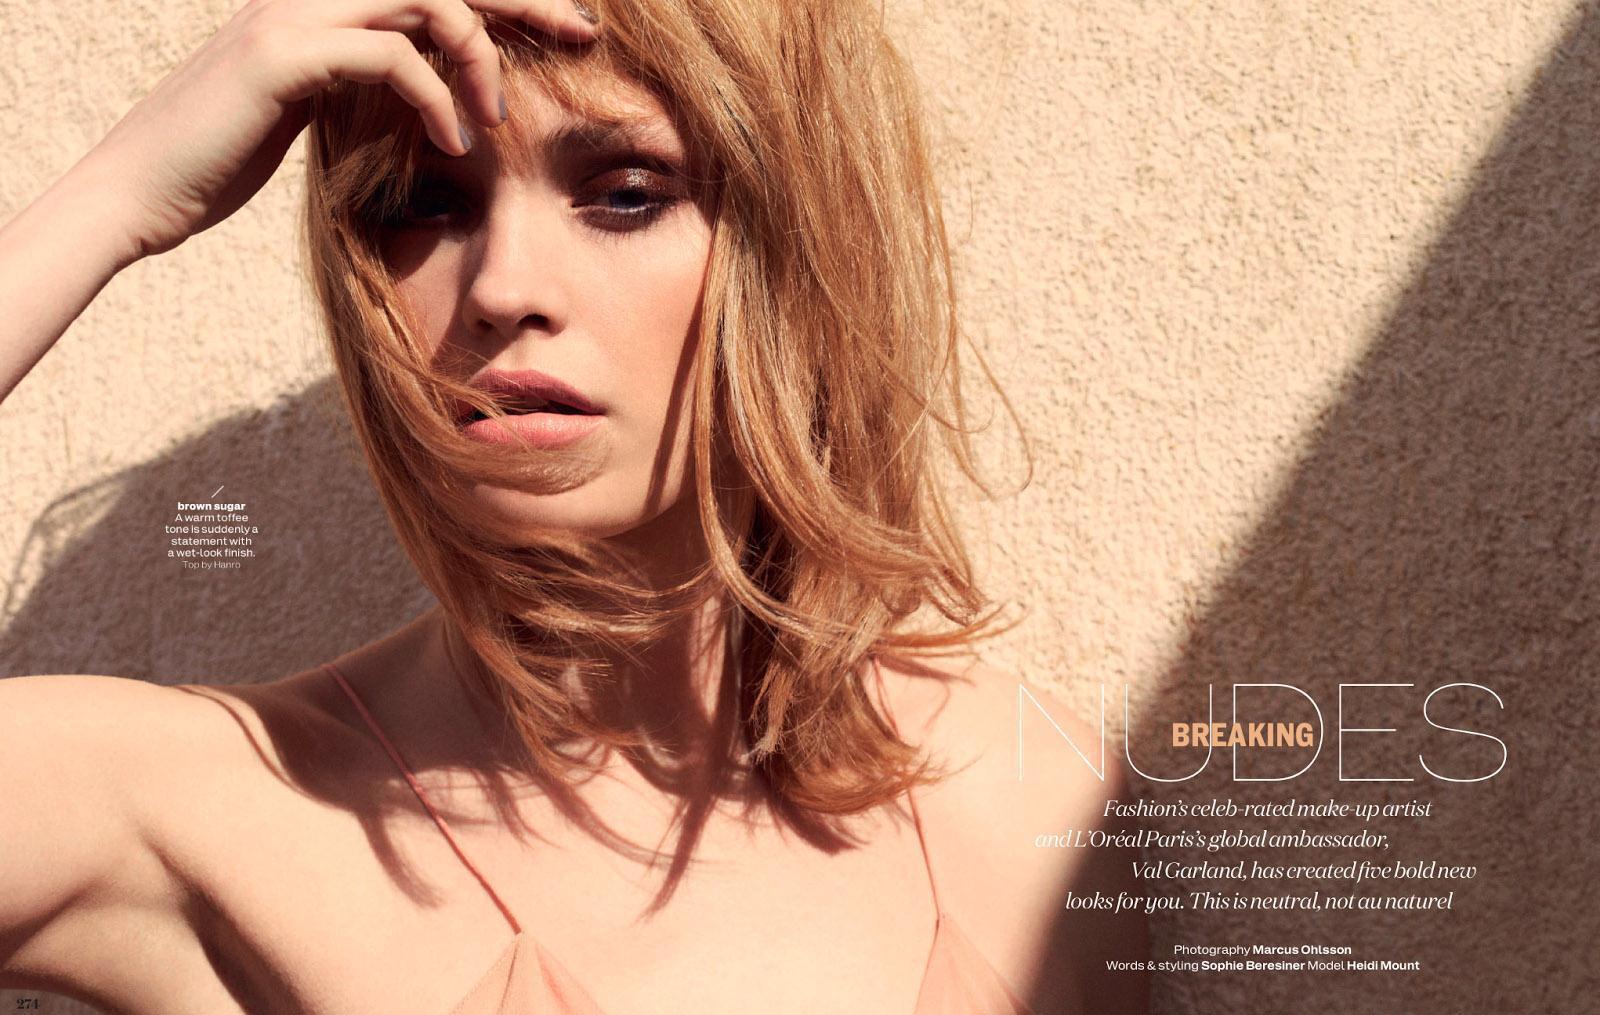 brown sugar
A warm toffee
tone is suddenly a
statement with
a wet-look finish.
Top by Hanro
NUDES
BREAKING
Fashion's celeb-rated make-up artist
and L'Oréal Paris's global ambassador,
Val Garland, has created five bold new
looks for you. This is neutral, not au naturel
Photography Marcus Ohlsson
Words & styling Sophie Beresiner Model Heidi Mount
274